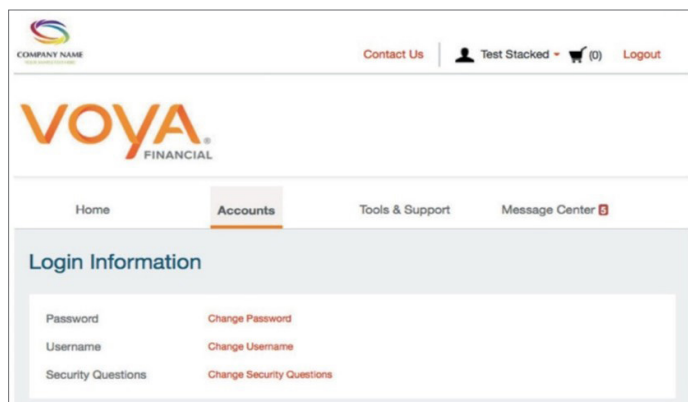 COMPANY NAME
Contact Us Test Stacked (0) Logout
VOYA®
FINANCIAL
Home Accounts Tools & Support Message Center 5
Login Information
Password Change Password
Username Change Username
Security Questions Change Security Questions